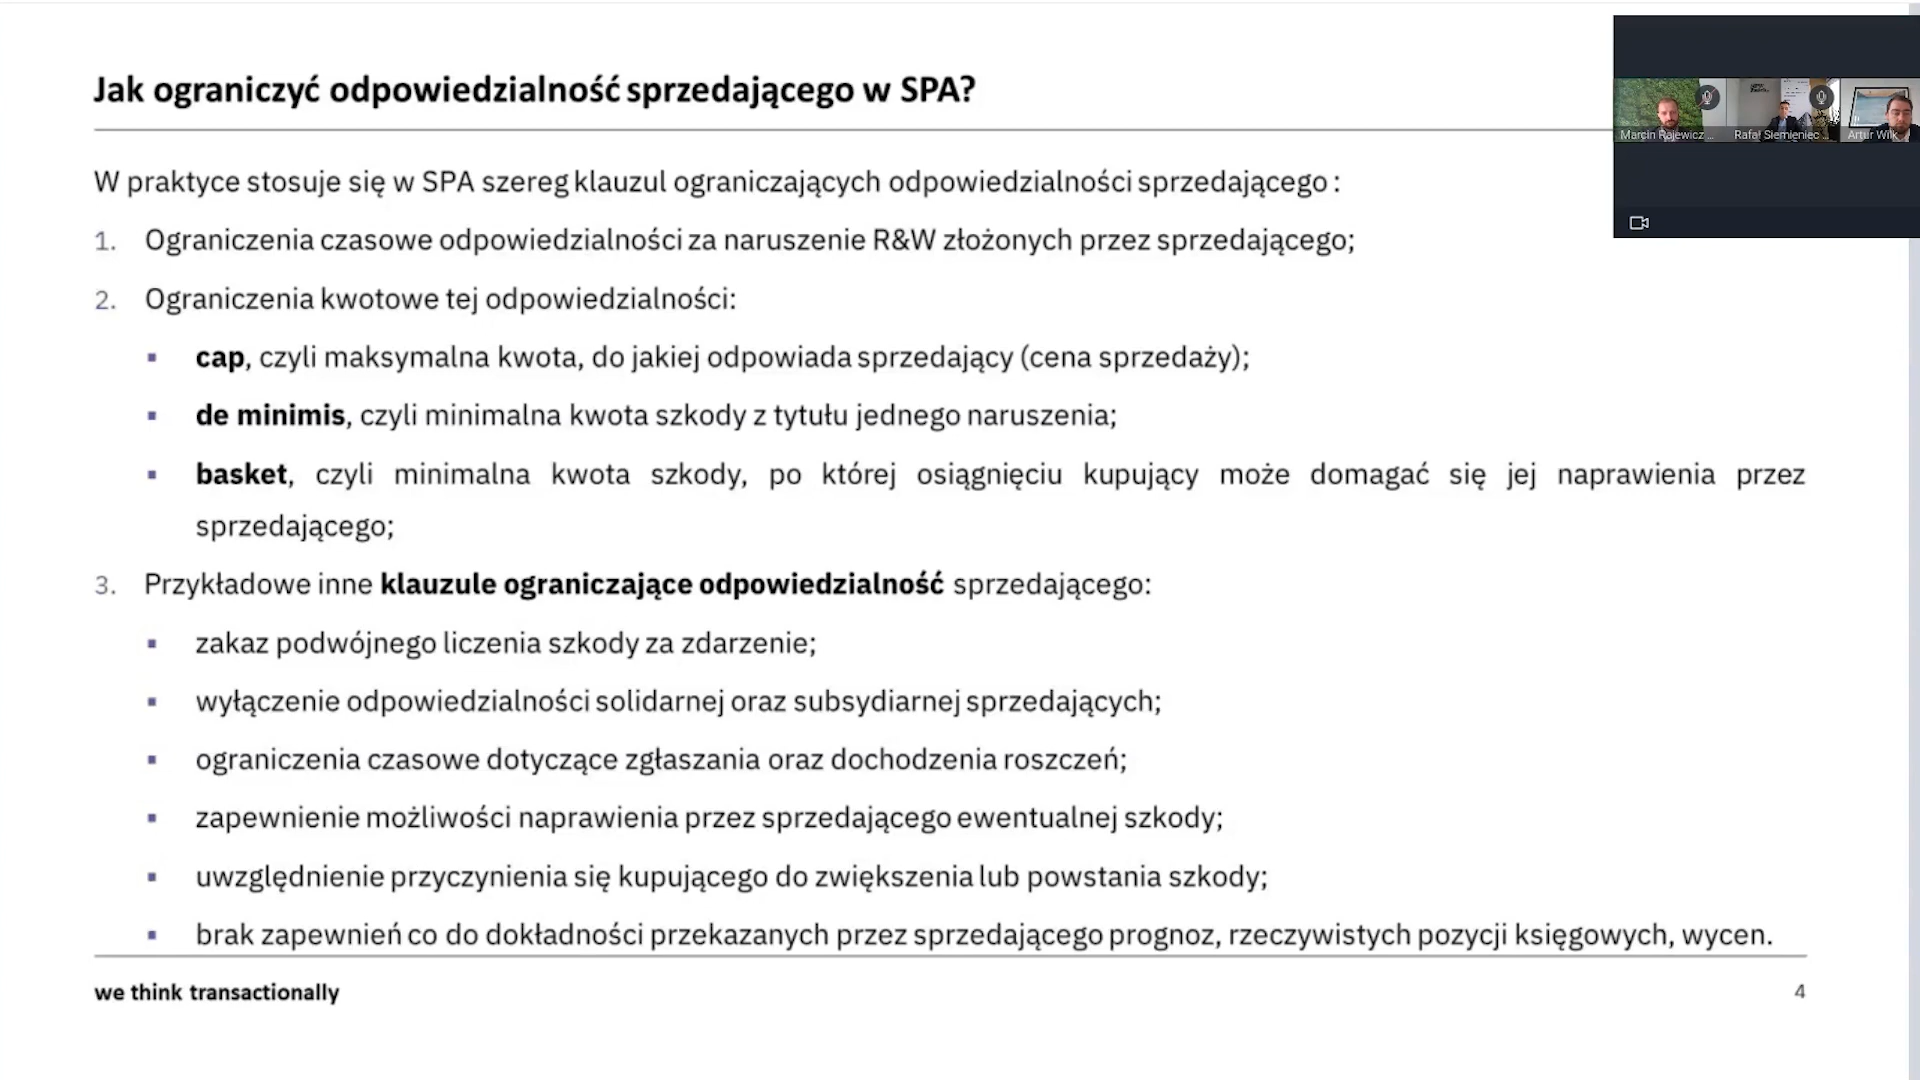 Jak ograniczyć odpowiedzialność sprzedającego w SPA?
Marcin Rajewicz ...
Rafał Siemieniec ...
Artur Wilk
W praktyce stosuje się w SPA szereg klauzul ograniczających odpowiedzialności sprzedającego :
1. Ograniczenia czasowe odpowiedzialności za naruszenie R&W złożonych przez sprzedającego;
2. Ograniczenia kwotowe tej odpowiedzialności:
▪ cap, czyli maksymalna kwota, do jakiej odpowiada sprzedający (cena sprzedaży);
▪ de minimis, czyli minimalna kwota szkody z tytułu jednego naruszenia;
▪ basket, czyli minimalna kwota szkody, po której osiągnięciu kupujący może domagać się jej naprawienia przez
sprzedającego;
3. Przykładowe inne klauzule ograniczające odpowiedzialność sprzedającego:
▪ zakaz podwójnego liczenia szkody za zdarzenie;
▪ wyłączenie odpowiedzialności solidarnej oraz subsydiarnej sprzedających;
▪ ograniczenia czasowe dotyczące zgłaszania oraz dochodzenia roszczeń;
▪ zapewnienie możliwości naprawienia przez sprzedającego ewentualnej szkody;
▪ uwzględnienie przyczynienia się kupującego do zwiększenia lub powstania szkody;
▪ brak zapewnień co do dokładności przekazanych przez sprzedającego prognoz, rzeczywistych pozycji księgowych, wycen.
we think transactionally
4